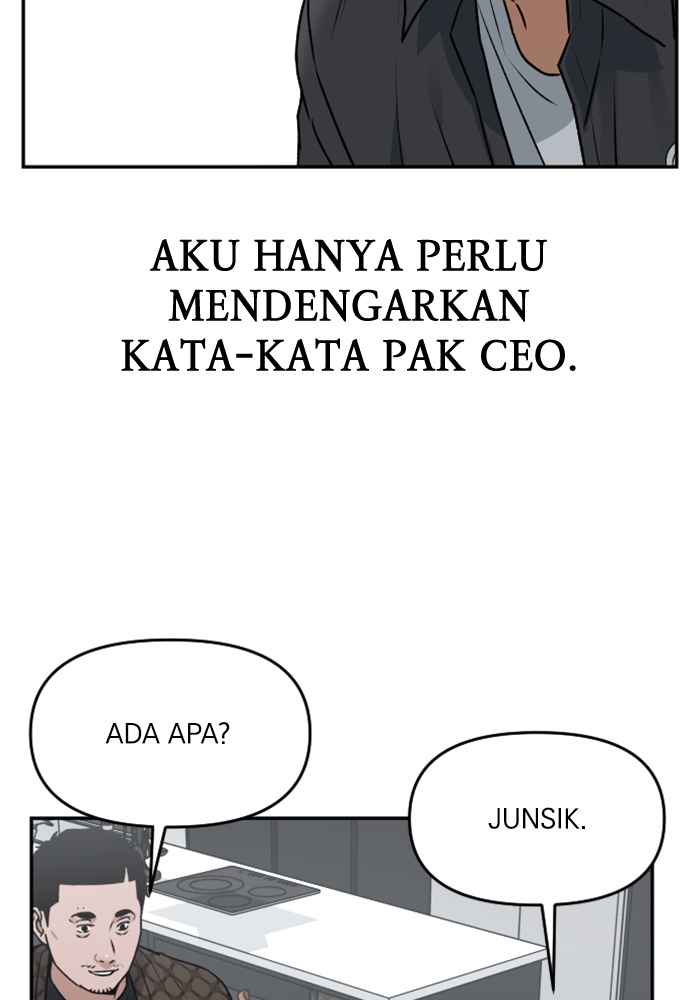 AKU HANYA PERLU
MENDENGARKAN
KATA-KATA PAK CEO.
ADA APA?
JUNSIK.